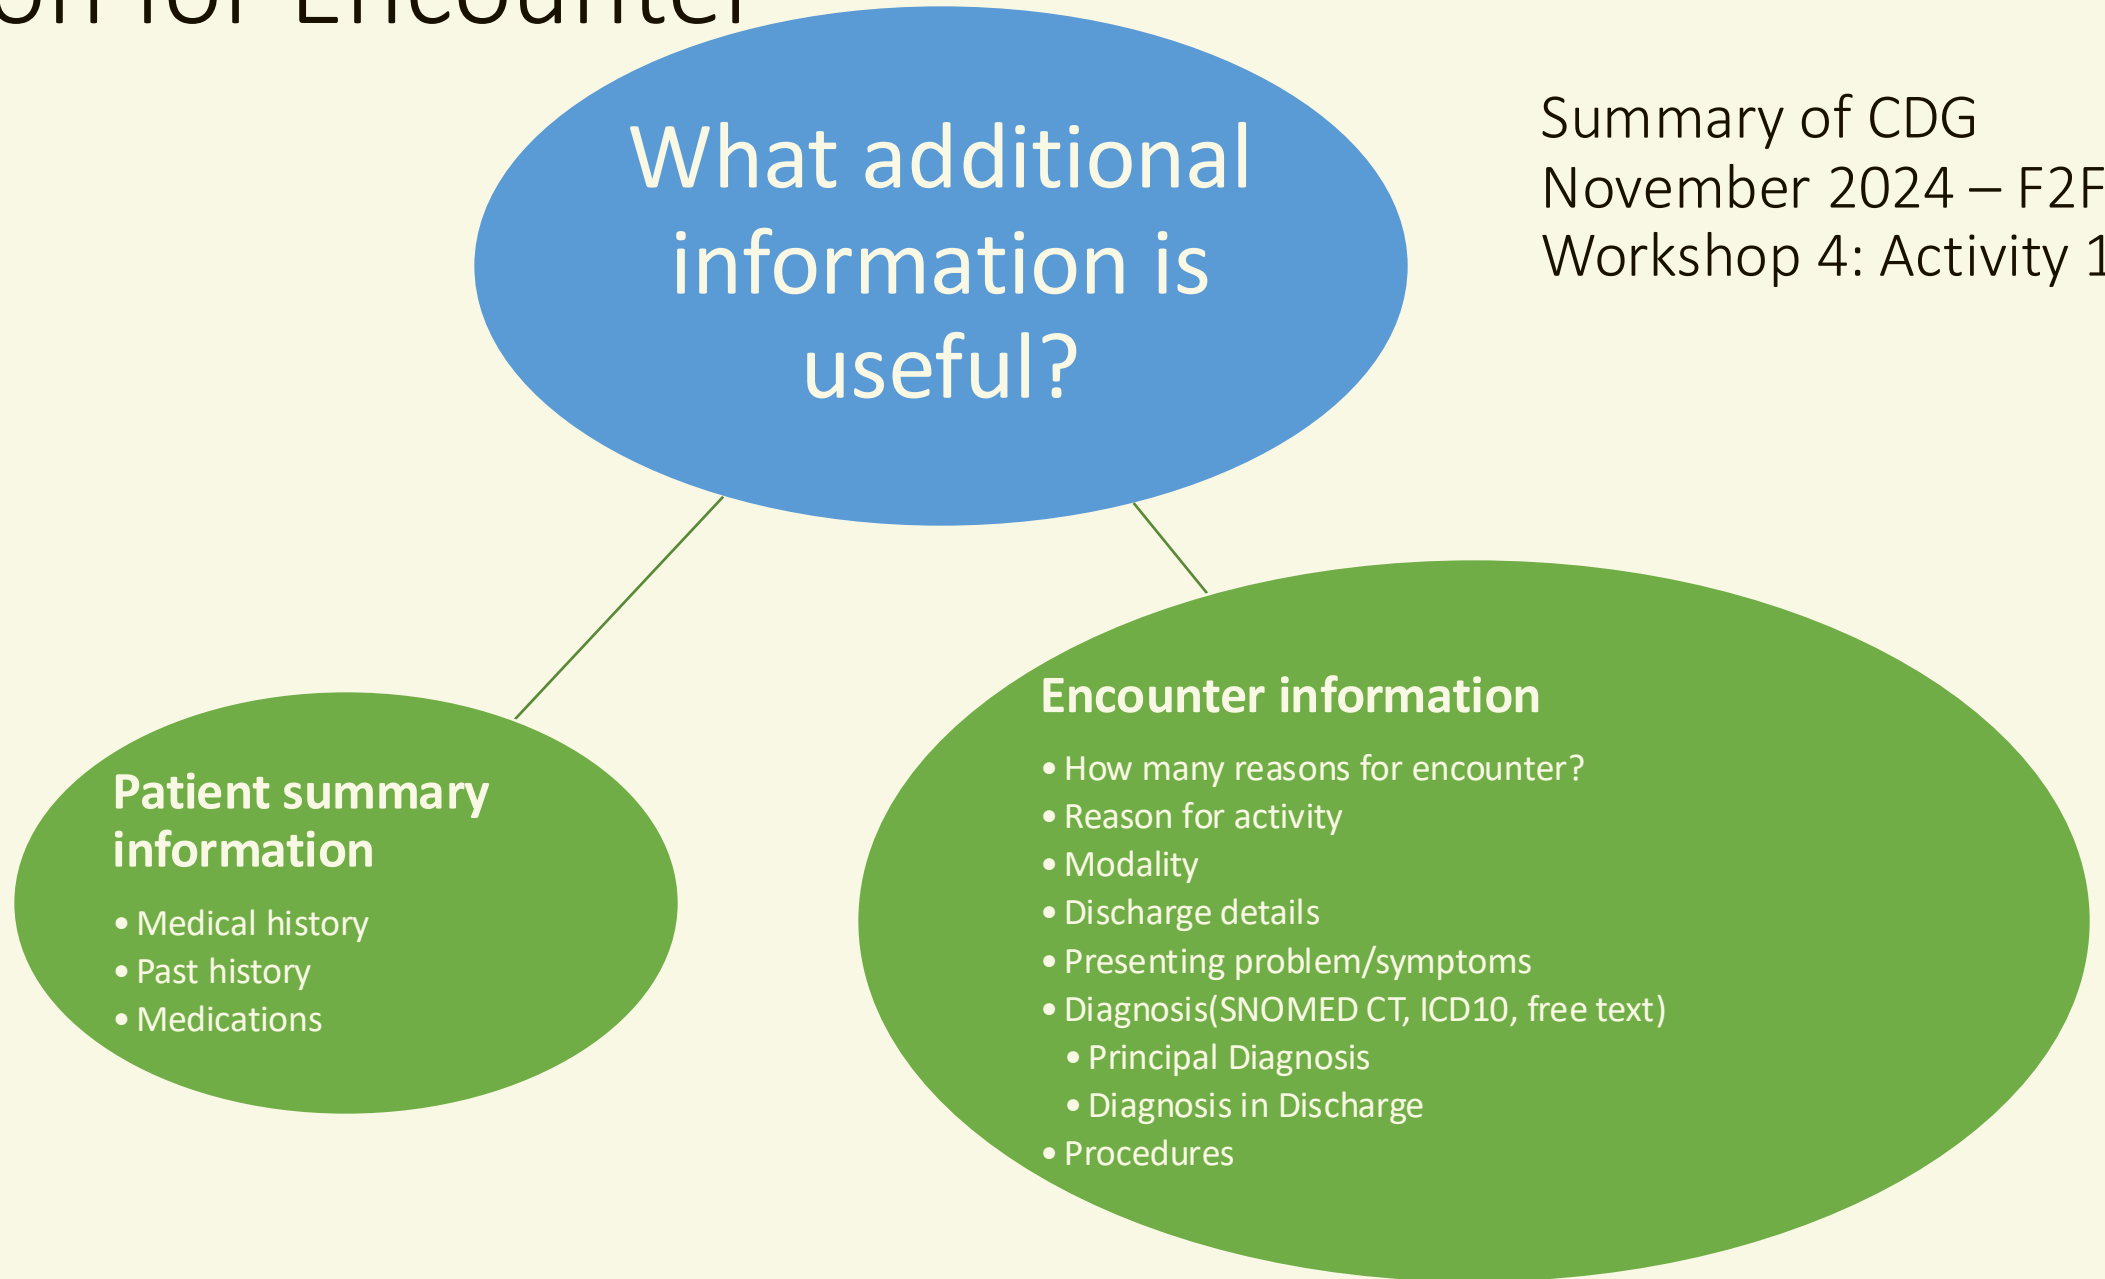 for Encounter
What additional
information is
useful?
Summary of CDG
November 2024 – F2F
Workshop 4: Activity 1
Patient summary
information
• Medical history
• Past history
• Medications
Encounter information
• How many reasons for encounter?
• Reason for activity
• Modality
• Discharge details
• Presenting problem/symptoms
• Diagnosis(SNOMED CT, ICD10, free text)
• Principal Diagnosis
• Diagnosis in Discharge
• Procedures